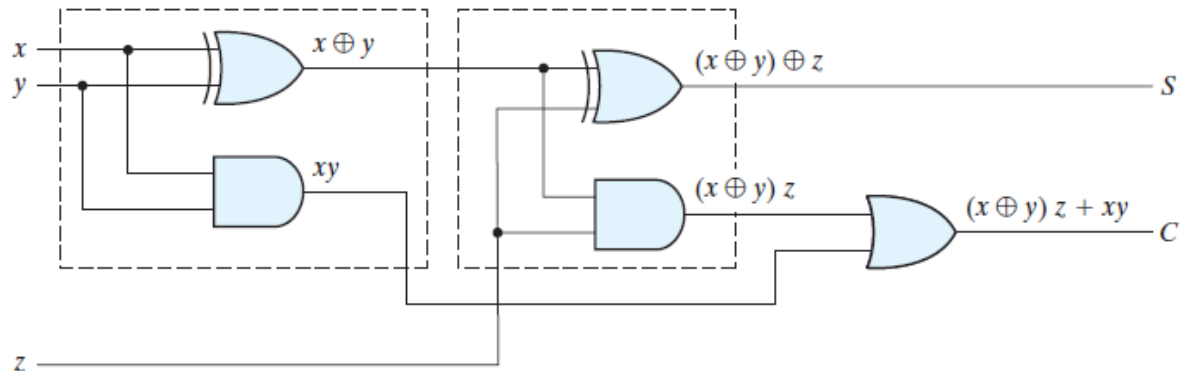 x
y
x ⊕ y
xy
(x ⊕ y) ⊕ z
S
(x ⊕ y) z
(x ⊕ y) z + xy
C
z